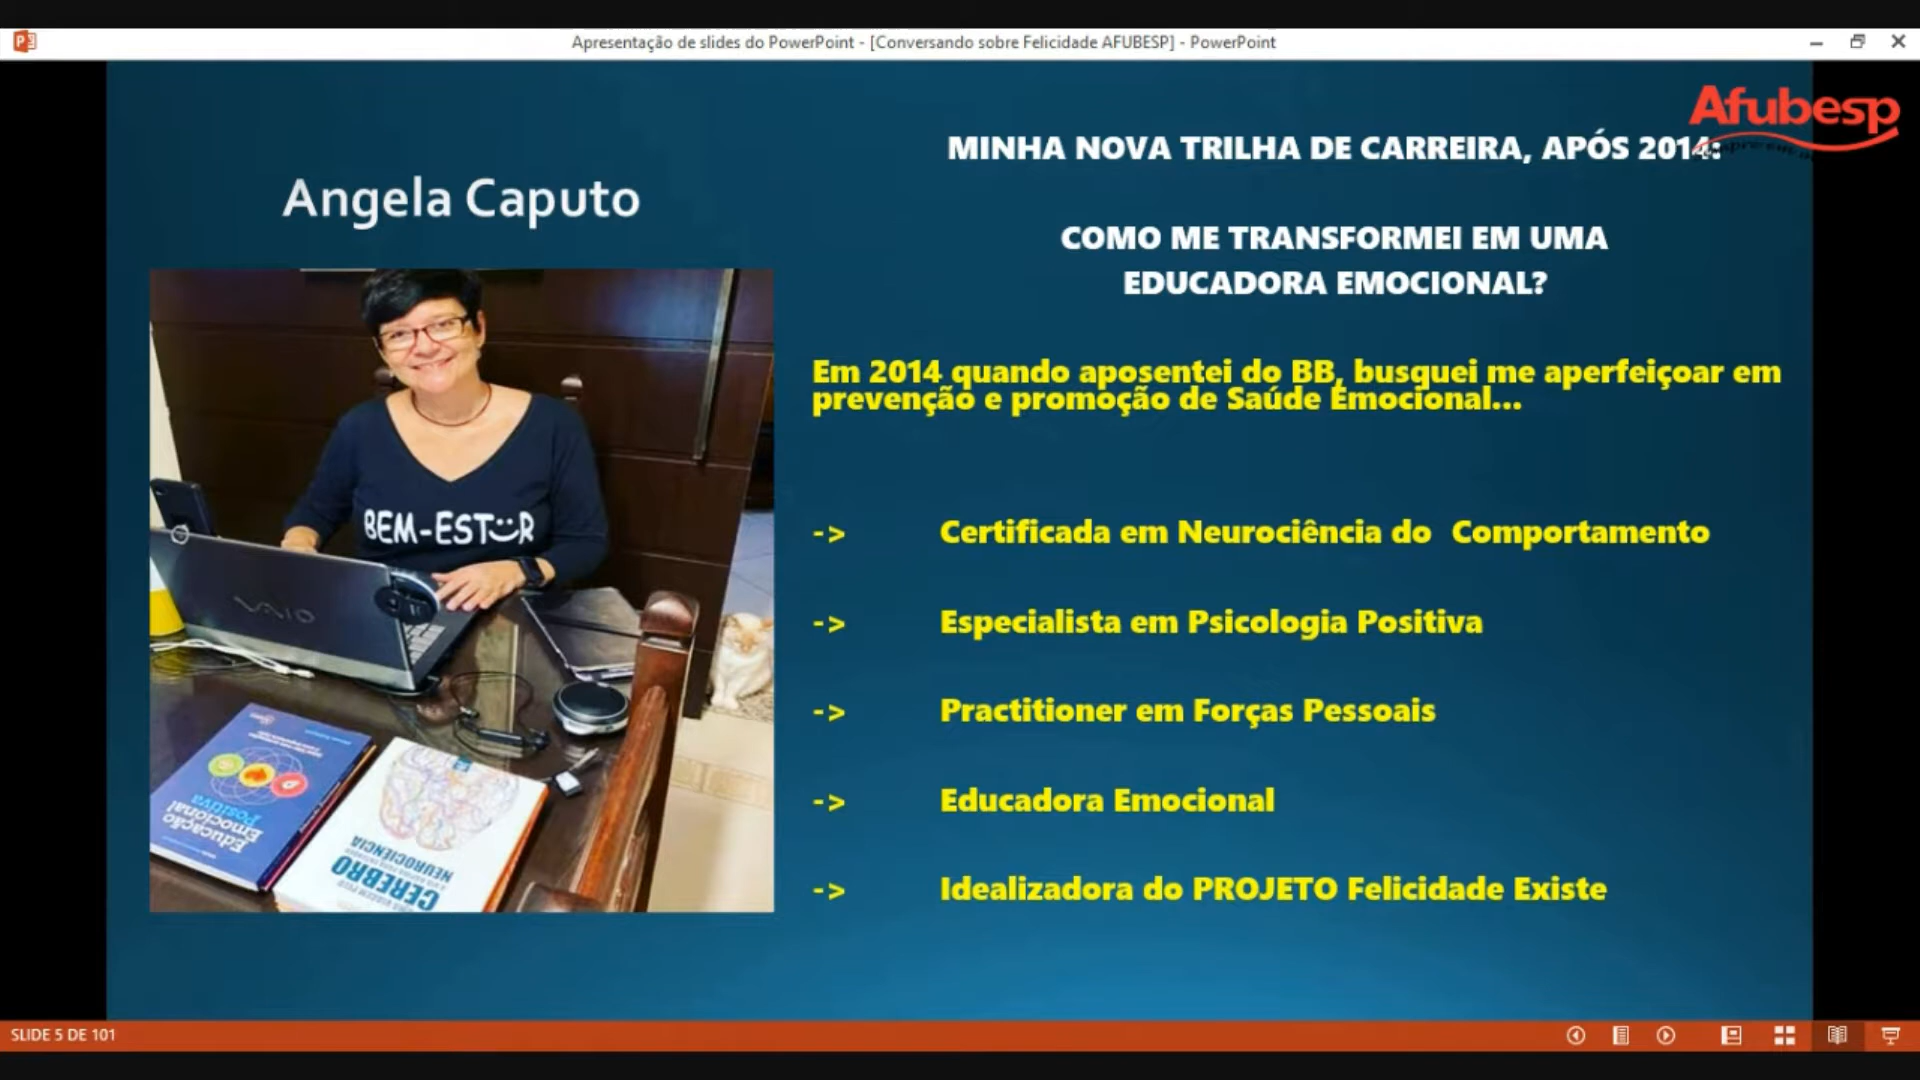 Apresentação de slides do PowerPoint - [Conversando sobre Felicidade AFUBESP] - PowerPoint
Afubesp
MINHA NOVA TRILHA DE CARREIRA, APÓS 2014:
Angela Caputo
COMO ME TRANSFORMEI EM UMA
EDUCADORA EMOCIONAL?
Em 2014 quando aposentei do BB, busquei me aperfeiçoar em
prevenção e promoção de Saúde Emocional...
BEM-ESTAR
VAIO
-> Certificada em Neurociência do Comportamento
-> Especialista em Psicologia Positiva
-> Practitioner em Forças Pessoais
-> Educadora Emocional
-> Idealizadora do PROJETO Felicidade Existe
Educação
Emocional
Positiva
CÉREBRO
NEUROCIÊNCIA
SLIDE 5 DE 101